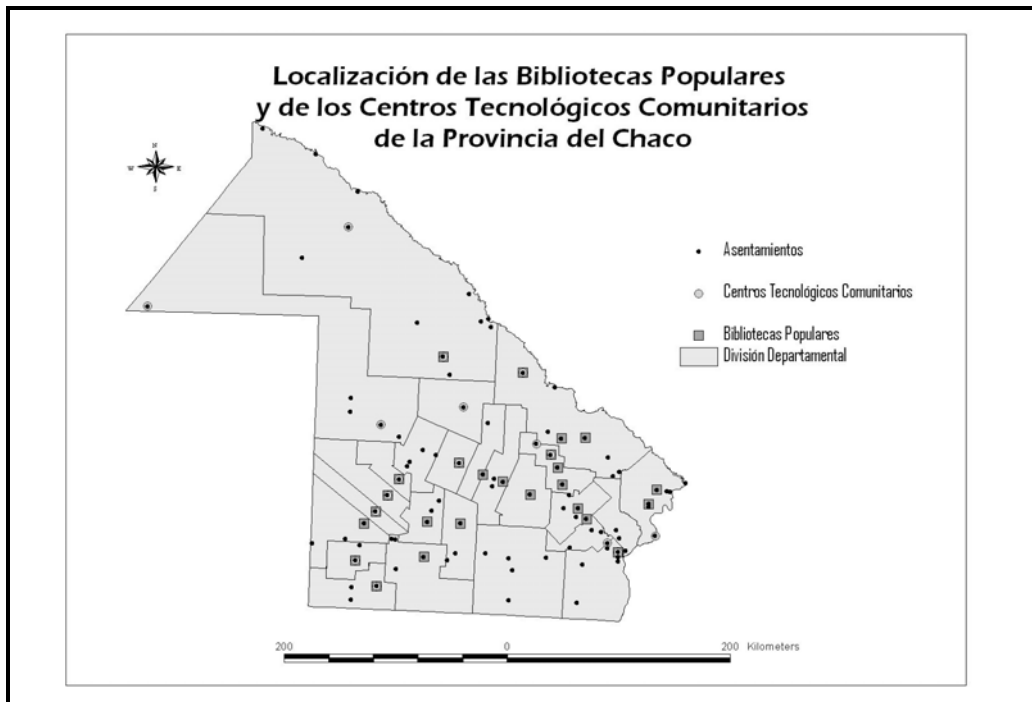 Localización de las Bibliotecas Populares
y de los Centros Tecnológicos Comunitarios
de la Provincia del Chaco
N
W E
S
Asentamientos
Centros Tecnológicos Comunitarios
Bibliotecas Populares
División Departamental
200 0 200 Kilometers